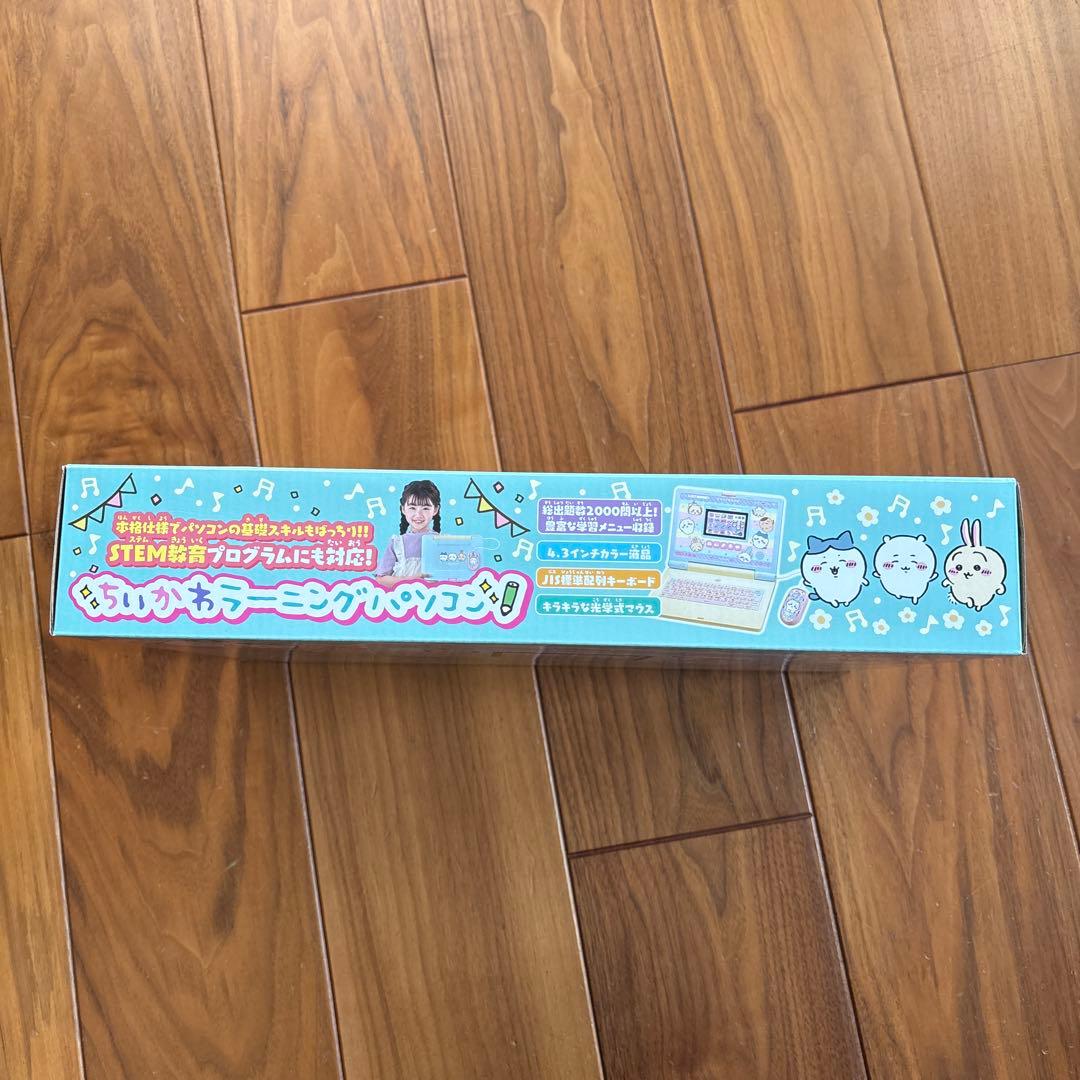 本格仕様でパソコンの基礎スキルもばっちり!!
STEM教育プログラムにも対応!
ちいかわラーニングパソコン
総出題数2000問以上!
豊富な学習メニュー収録
4.3インチカラー液晶
JIS標準配列キーボード
キラキラな光学式マウス